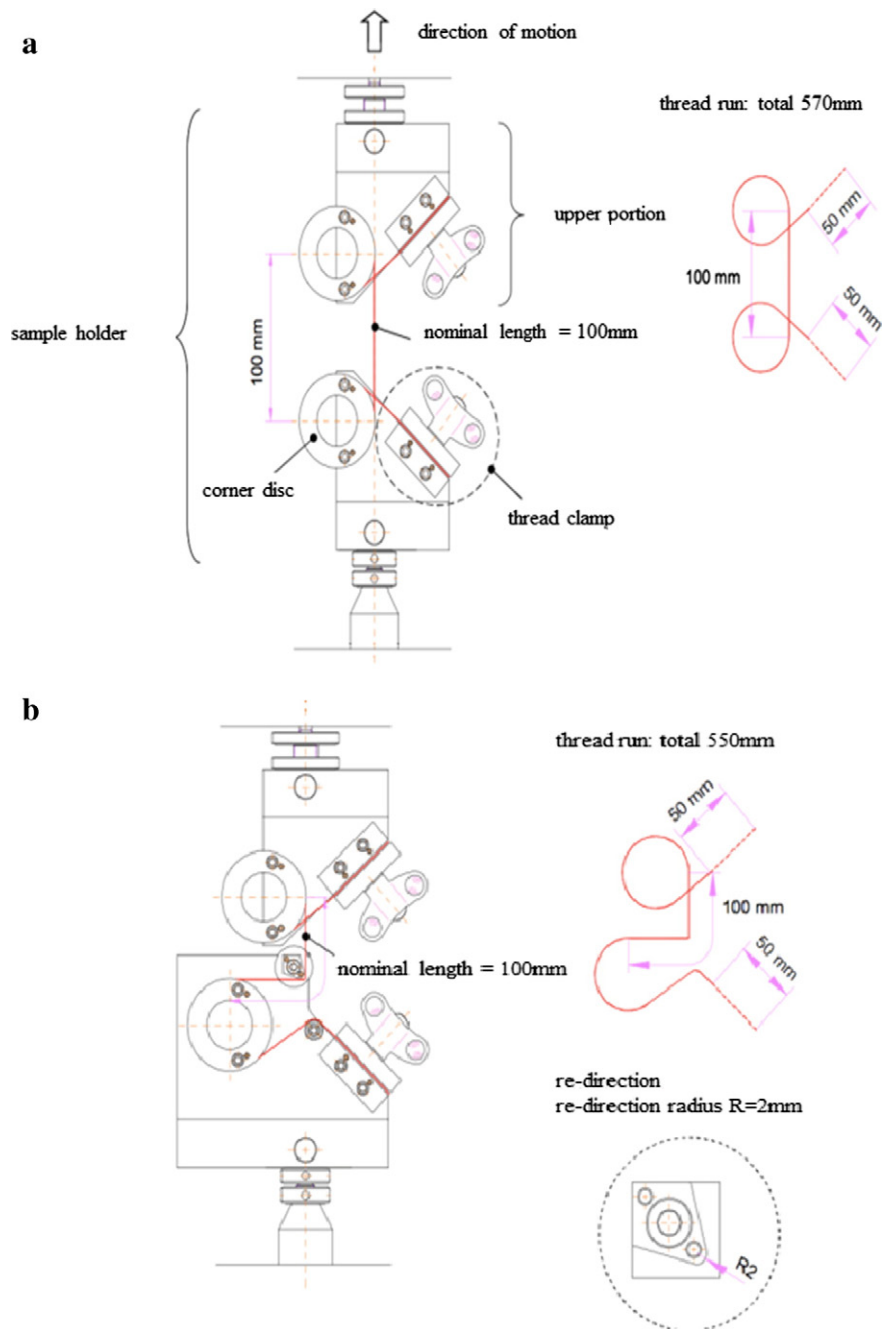 a
direction of motion
thread run: total 570mm
upper portion
50 mm
100 mm
50 mm
sample holder
100 mm
nominal length = 100mm
corner disc
thread clamp
b
thread run: total 550mm
50 mm
100 mm
50 mm
nominal length = 100mm
re-direction
re-direction radius R=2mm
R2